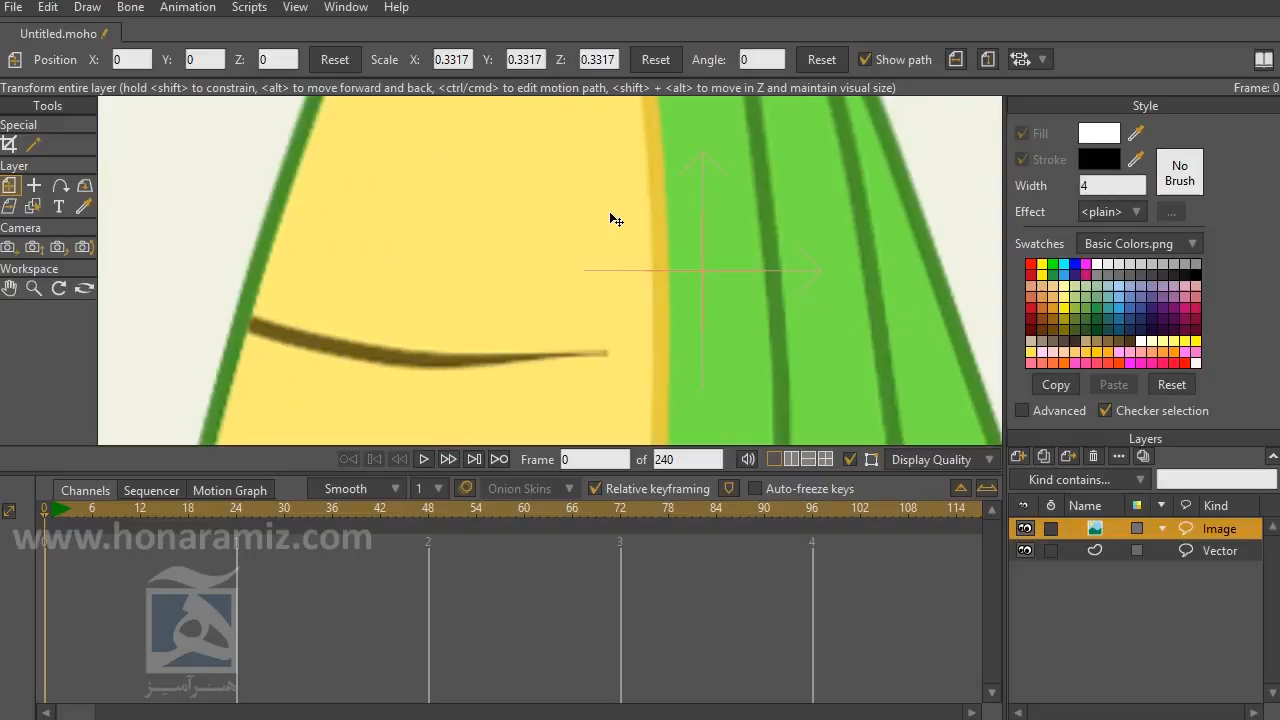 File Edit Draw Bone Animation Scripts View Window Help
Untitled.moho
Position X: 0 Y: 0 Z: 0 Reset Scale X: 0.3317 Y: 0.3317 Z: 0.3317 Reset Angle: 0 Reset Show path
Transform entire layer (hold <shift> to constrain, <alt> to move forward and back, <ctrl/cmd> to edit motion path, <shift> + <alt> to move in Z and maintain visual size) Frame: 0
Tools
Special
Layer
Camera
Workspace
Style
Fill
Stroke
No Brush
Width 4
Effect <plain> ...
Swatches Basic Colors.png
Copy Paste Reset
Advanced Checker selection
Frame 0 of 240 Display Quality
Channels Sequencer Motion Graph Smooth 1 Onion Skins Relative keyframing Auto-freeze keys
0 6 12 18 24 30 36 42 48 54 60 66 72 78 84 90 96 102 108 114
1 2 3 4
www.honaramiz.com
هنرآمیز
Layers
Kind contains...
Name Kind
Image
Vector